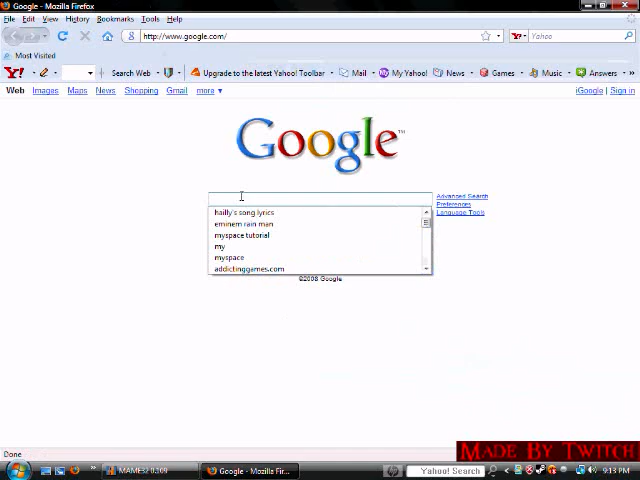 Google - Mozilla Firefox
File Edit View History Bookmarks Tools Help
http://www.google.com/
Yahoo
Most Visited
Y! Search Web Upgrade to the latest Yahoo! Toolbar Mail My Yahoo! News Games Music Answers >>
Web Images Maps News Shopping Gmail more ▼ iGoogle | Sign in
Google™
Advanced Search
Preferences
Language Tools
hailly's song lyrics
eminem rain man
myspace tutorial
my
myspace
addictinggames.com
©2008 Google
Done
MADE BY TWITCH
MAME32 0.109
Google - Mozilla Fi...
hp
Yahoo! Search
9:13 PM